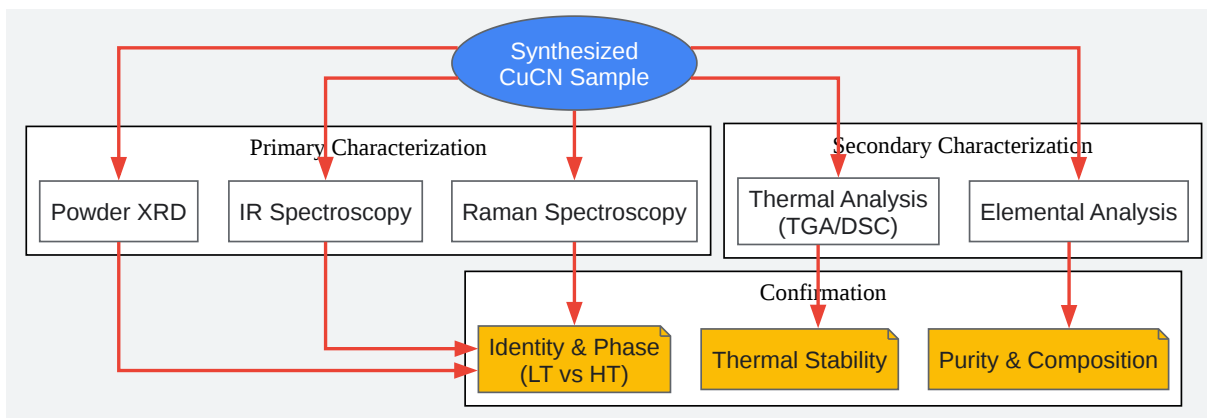 Synthesized
CuCN Sample
Primary Characterization
Secondary Characterization
Powder XRD
IR Spectroscopy
Raman Spectroscopy
Thermal Analysis
(TGA/DSC)
Elemental Analysis
Confirmation
Identity & Phase
(LT vs HT)
Thermal Stability
Purity & Composition